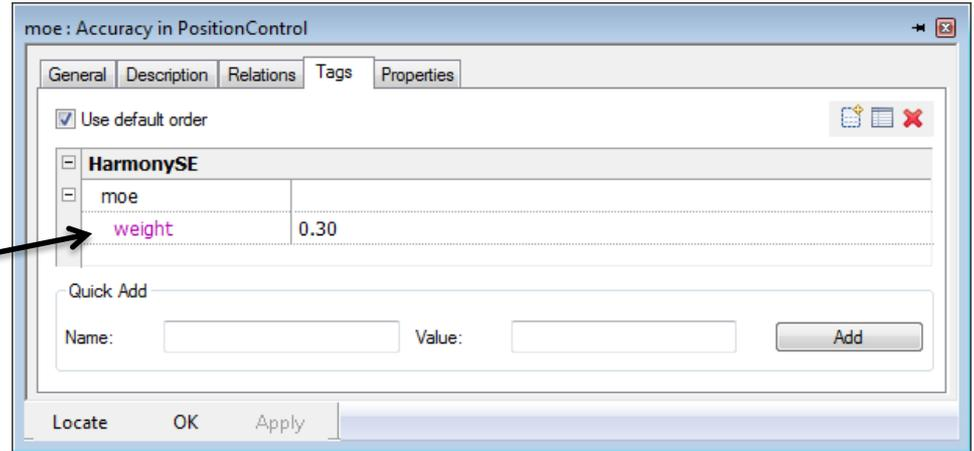 moe : Accuracy in PositionControl
General Description Relations Tags Properties
Use default order
HarmonySE
moe
weight 0.30
Quick Add
Name: Value: Add
Locate OK Apply